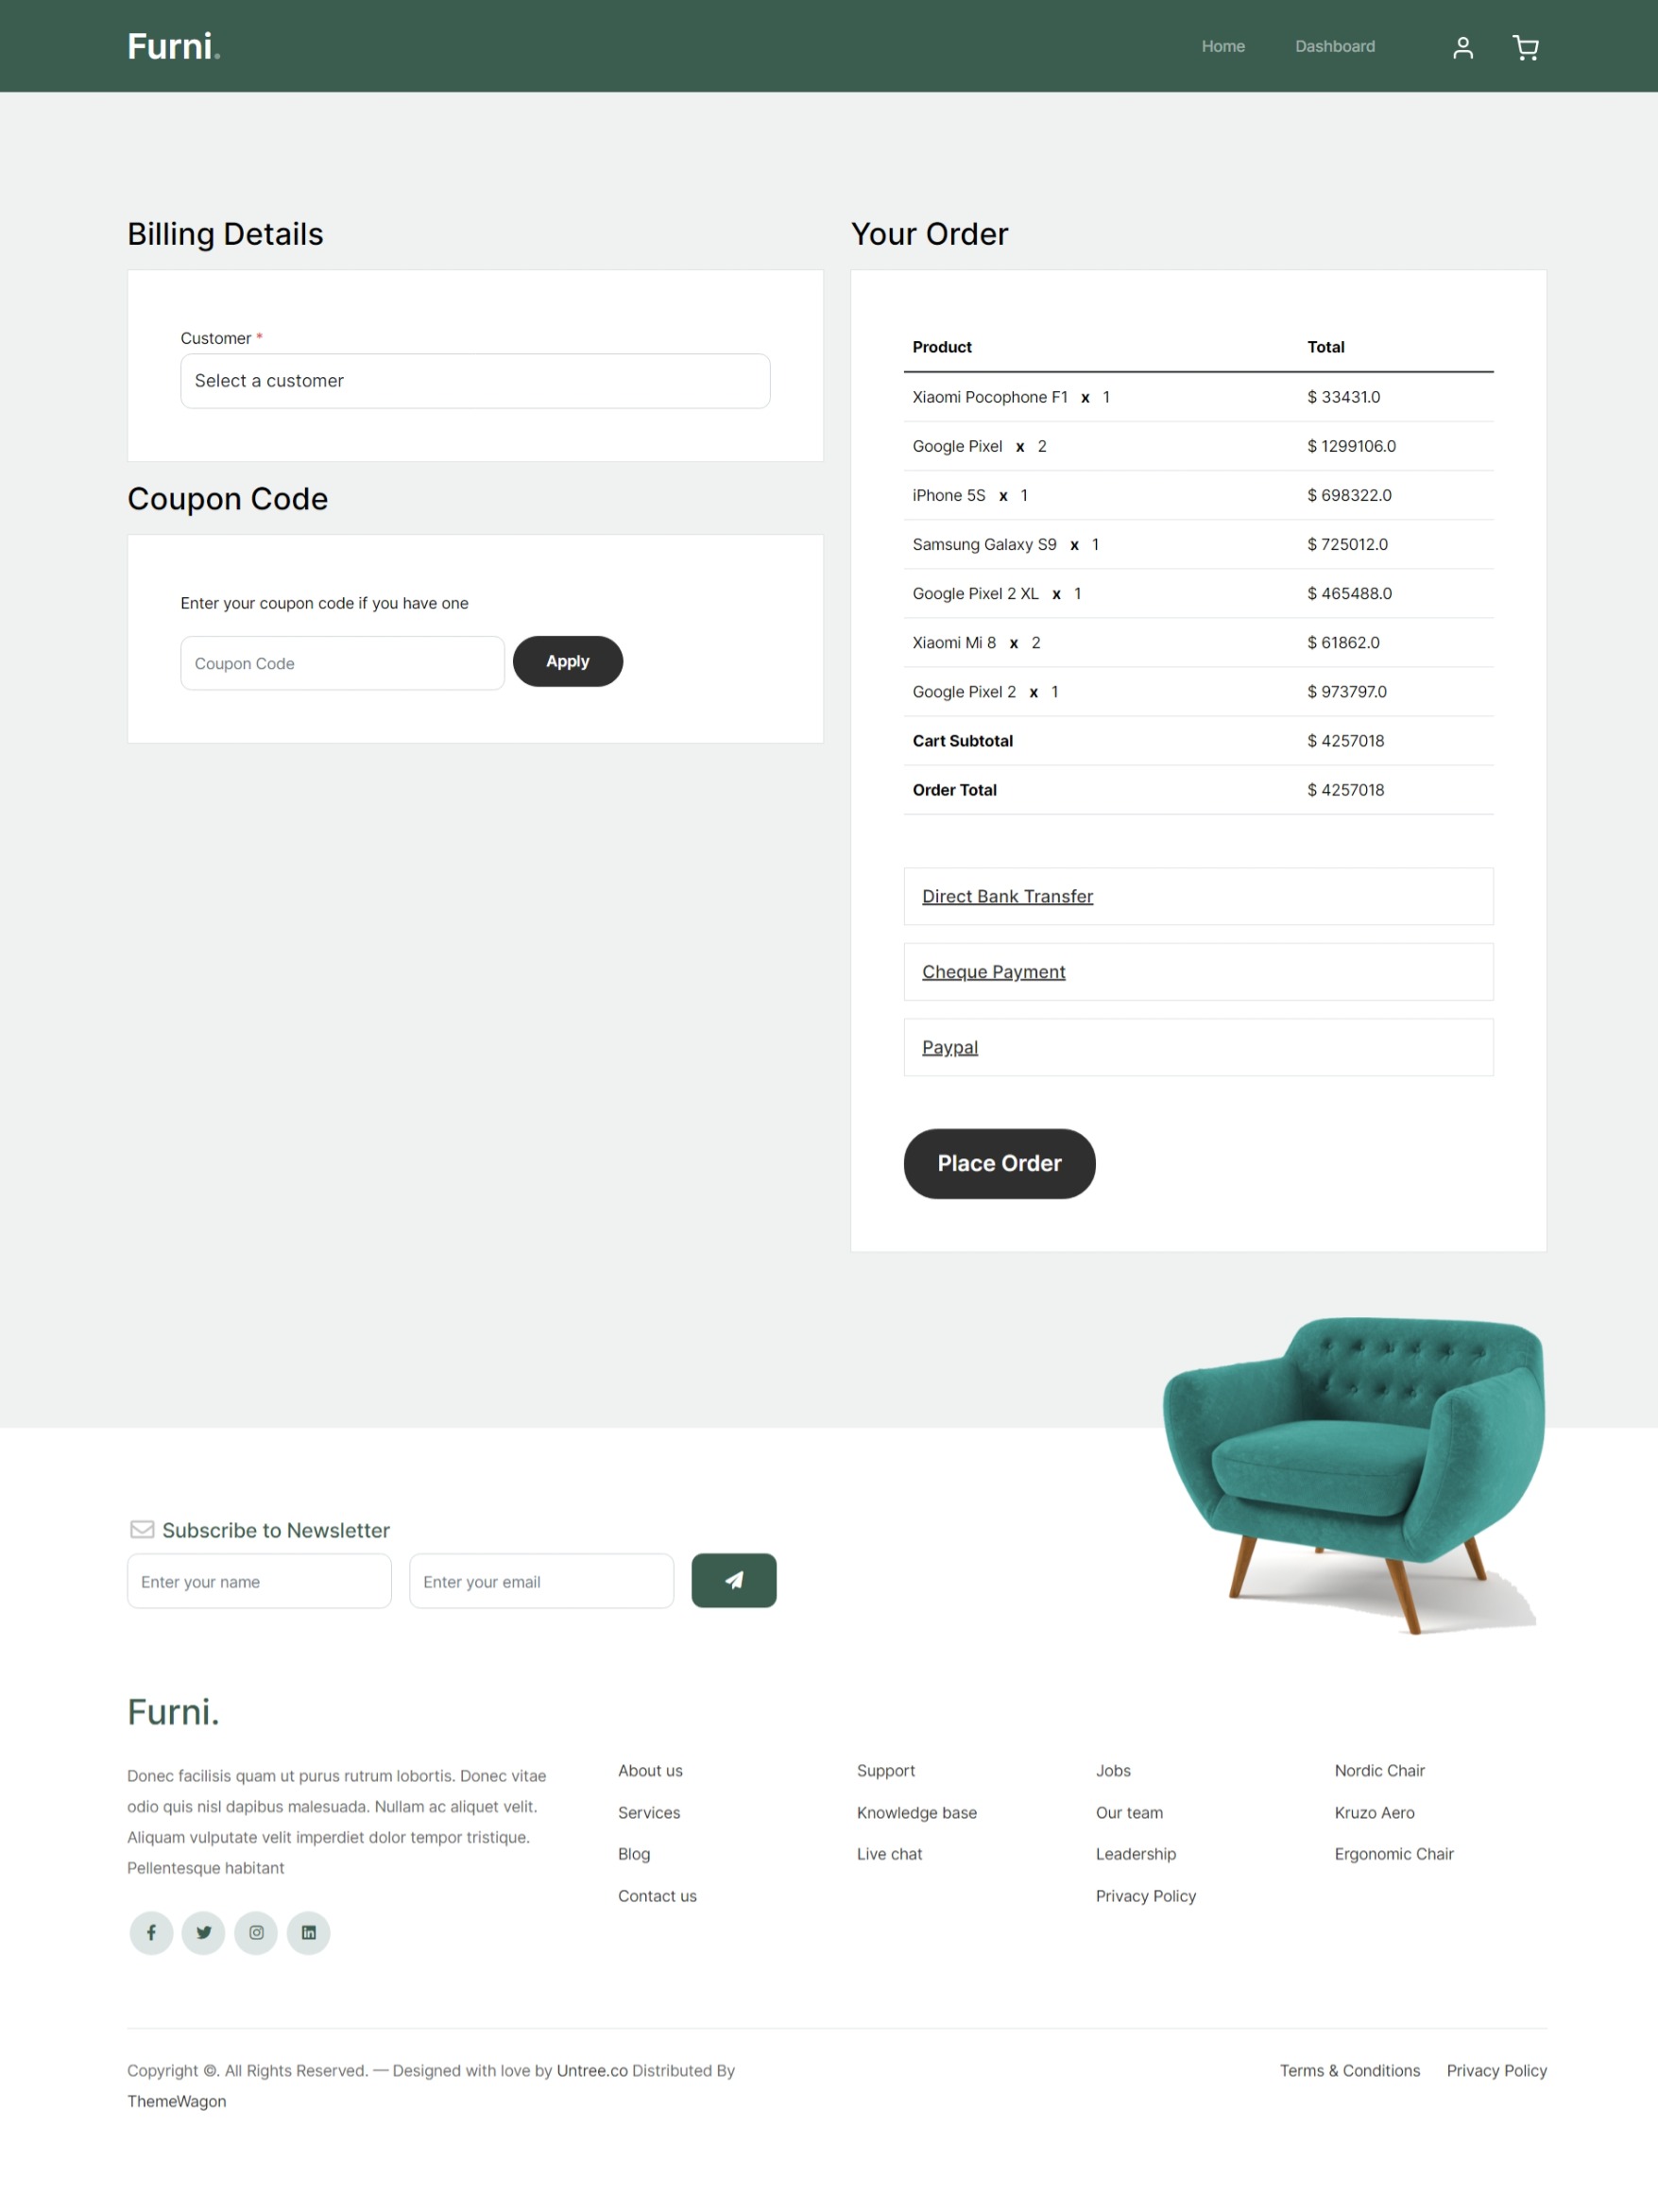 Furni.
Home Dashboard
Billing Details
Customer *
Select a customer
Coupon Code
Enter your coupon code if you have one
Coupon Code
Apply
Your Order
Product Total
Xiaomi Pocophone F1 x 1 $ 33431.0
Google Pixel x 2 $ 1299106.0
iPhone 5S x 1 $ 698322.0
Samsung Galaxy S9 x 1 $ 725012.0
Google Pixel 2 XL x 1 $ 465488.0
Xiaomi Mi 8 x 2 $ 61862.0
Google Pixel 2 x 1 $ 973797.0
Cart Subtotal $ 4257018
Order Total $ 4257018
Direct Bank Transfer
Cheque Payment
Paypal
Place Order
Subscribe to Newsletter
Enter your name
Enter your email
Furni.
Donec facilisis quam ut purus rutrum lobortis. Donec vitae
odio quis nisl dapibus malesuada. Nullam ac aliquet velit.
Aliquam vulputate velit imperdiet dolor tempor tristique.
Pellentesque habitant
About us
Services
Blog
Contact us
Support
Knowledge base
Live chat
Jobs
Our team
Leadership
Privacy Policy
Nordic Chair
Kruzo Aero
Ergonomic Chair
Copyright ©. All Rights Reserved. — Designed with love by Untree.co Distributed By
ThemeWagon
Terms & Conditions Privacy Policy